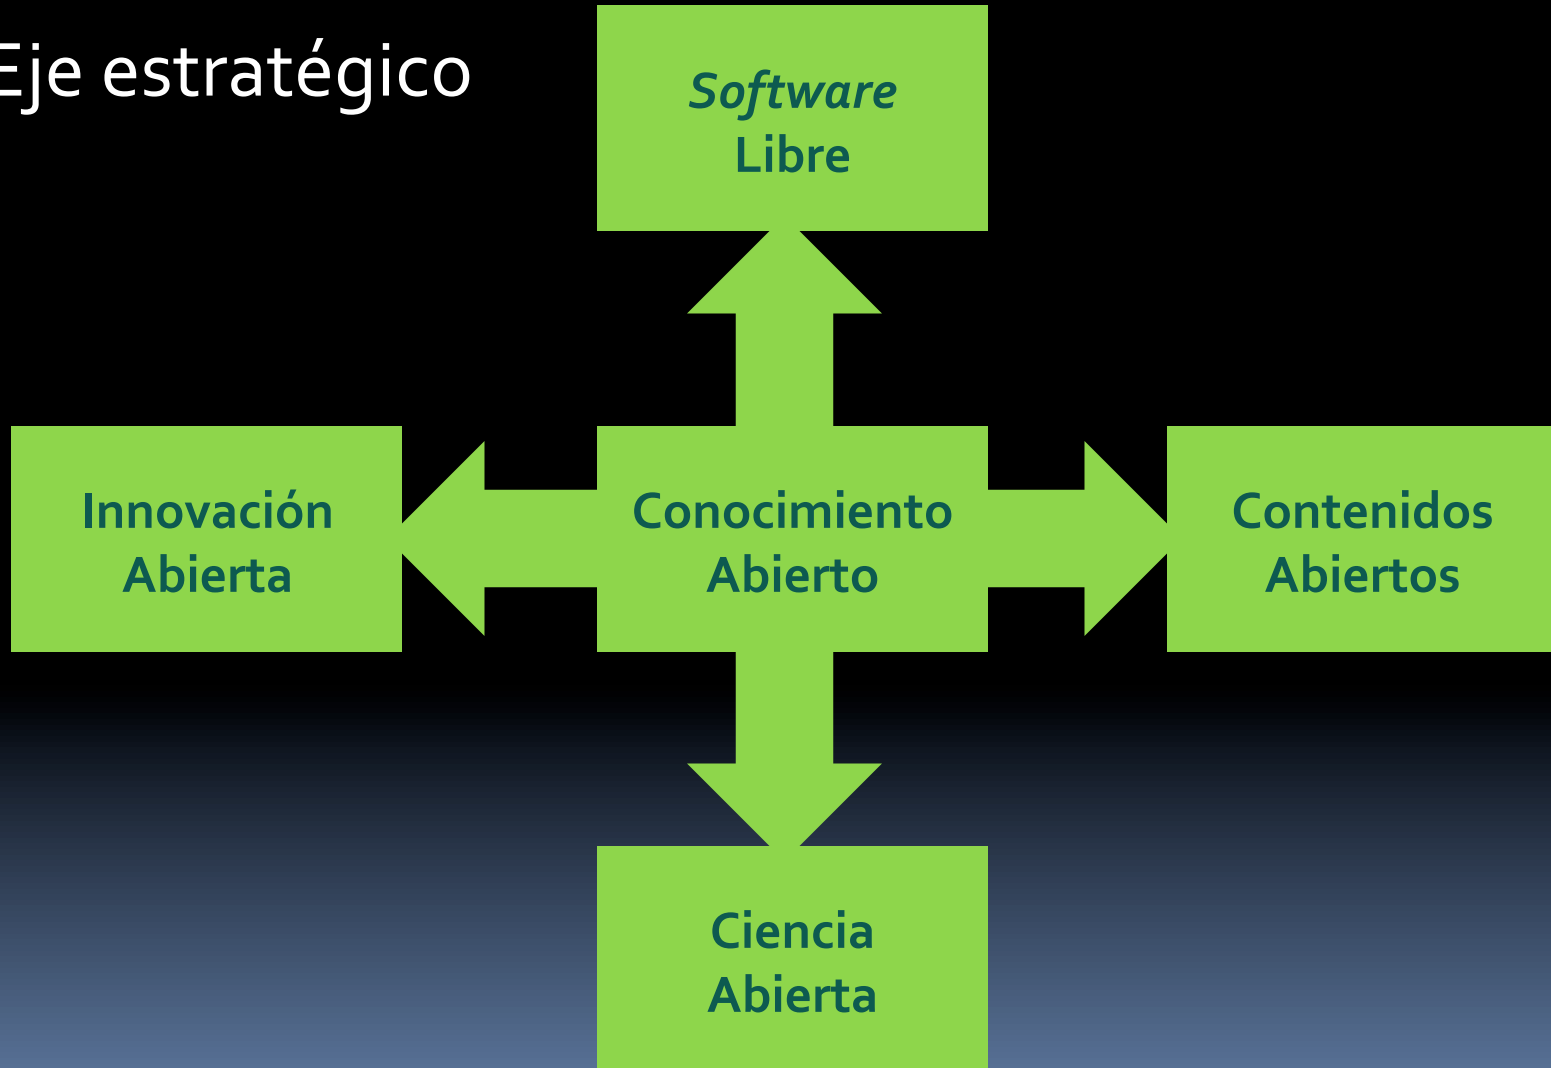 Eje estratégico
Software
Libre
Innovación
Abierta
Conocimiento
Abierto
Contenidos
Abiertos
Ciencia
Abierta